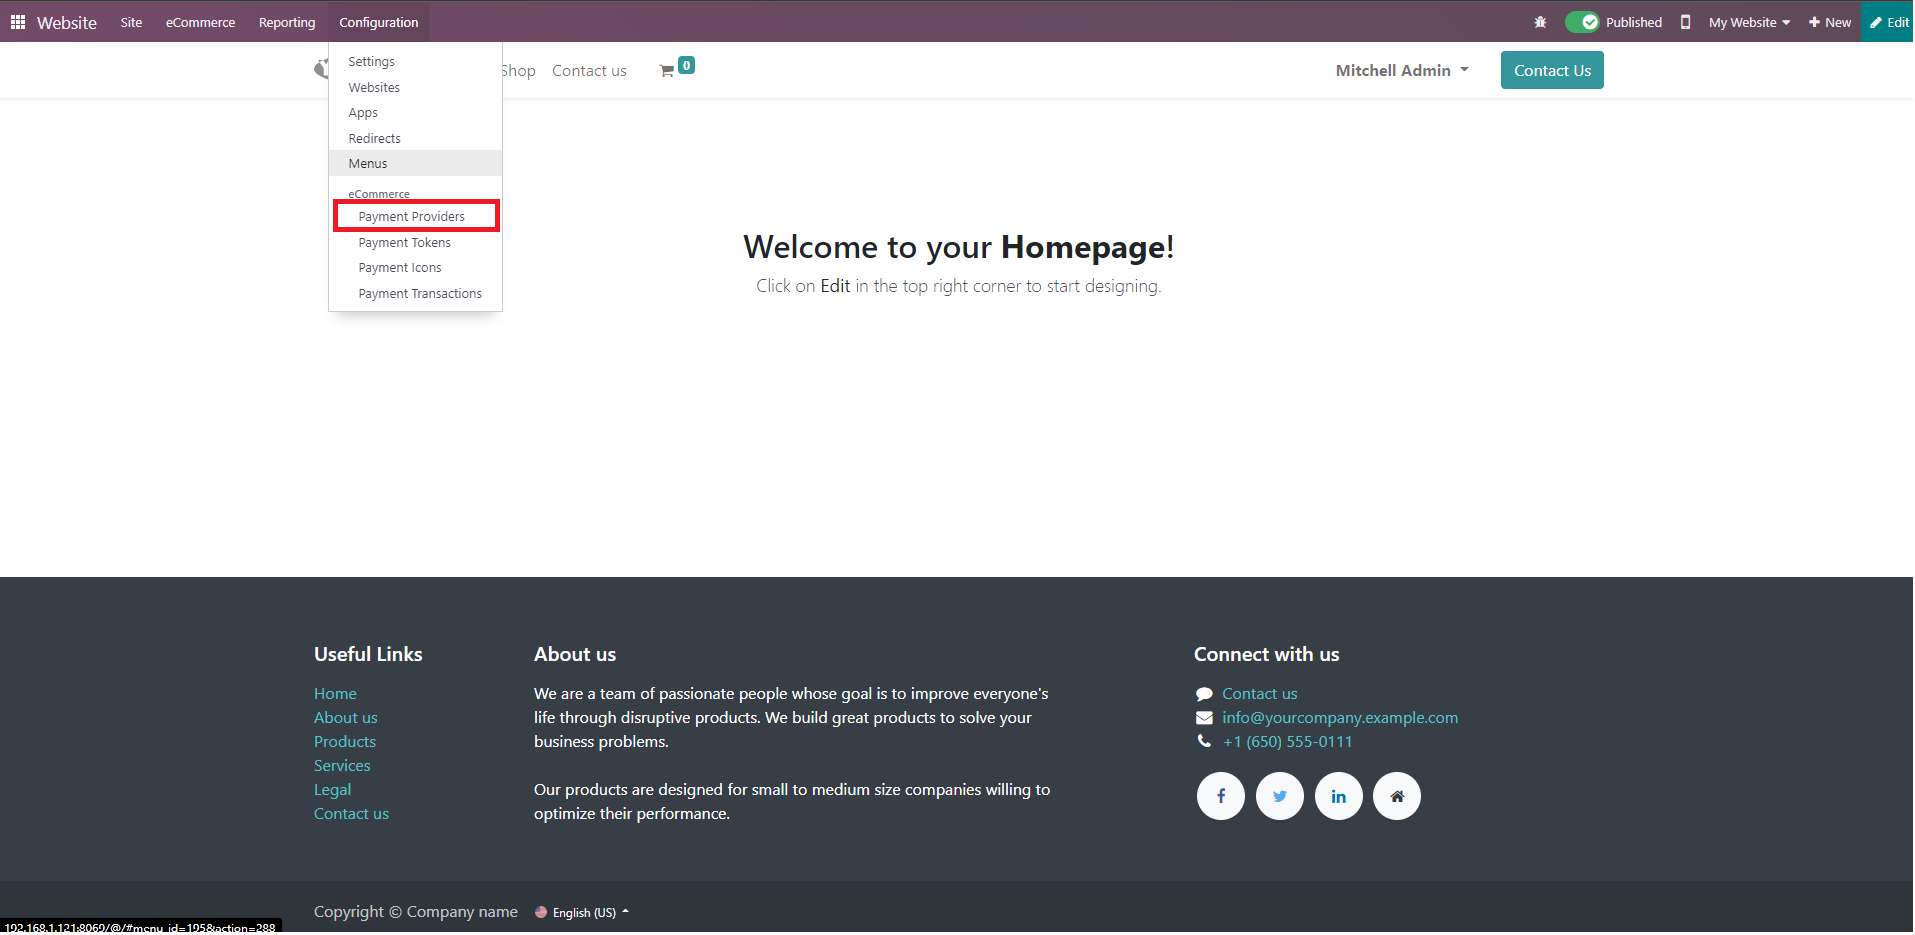 Website Site eCommerce Reporting Configuration Published My Website New Edit
Settings
Websites
Apps
Redirects
Menus
eCommerce
Payment Providers
Payment Tokens
Payment Icons
Payment Transactions
Shop Contact us 0 Mitchell Admin Contact Us
Welcome to your Homepage!
Click on Edit in the top right corner to start designing.
Useful Links
Home
About us
Products
Services
Legal
Contact us
About us
We are a team of passionate people whose goal is to improve everyone's
life through disruptive products. We build great products to solve your
business problems.
Our products are designed for small to medium size companies willing to
optimize their performance.
Connect with us
Contact us
info@yourcompany.example.com
+1 (650) 555-0111
Copyright © Company name English (US)
192.168.1.121:8069/@/#menu_id=195&action=288